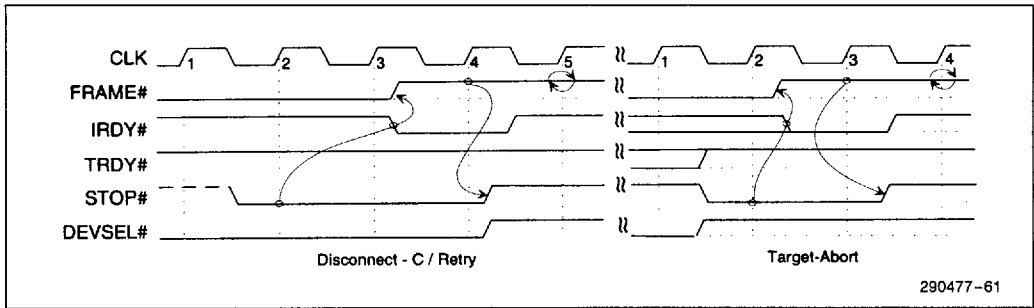 CLK 1 2 3 4 5 1 2 3 4
FRAME#
IRDY#
TRDY#
STOP#
DEVSEL#
Disconnect - C / Retry Target-Abort
290477-61